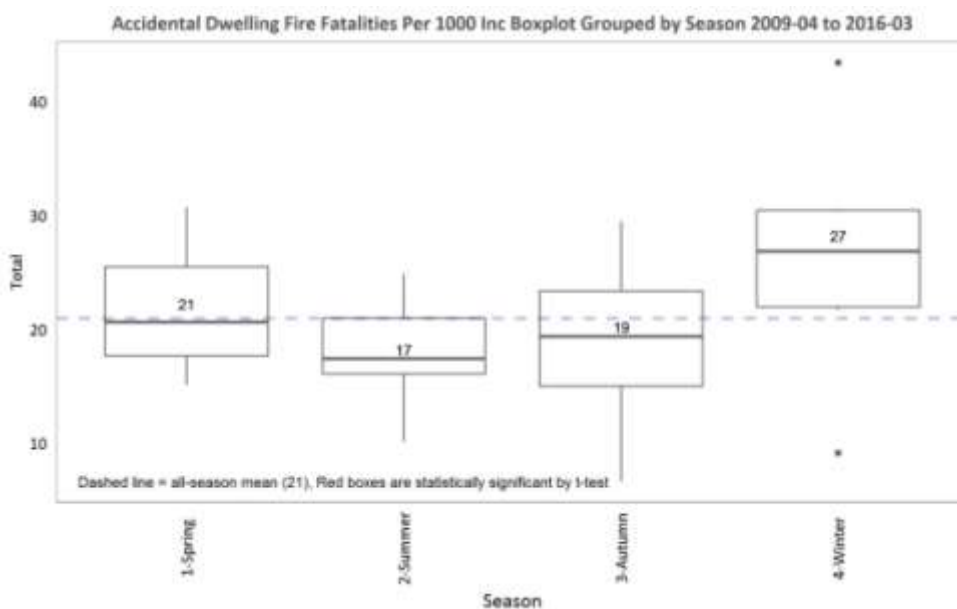 Accidental Dwelling Fire Fatalities Per 1000 Inc Boxplot Grouped by Season 2009-04 to 2016-03
Total
40
30
20
10
21
17
19
27
Dashed line = all-season mean (21), Red boxes are statistically significant by t-test
1-Spring
2-Summer
3-Autumn
4-Winter
Season